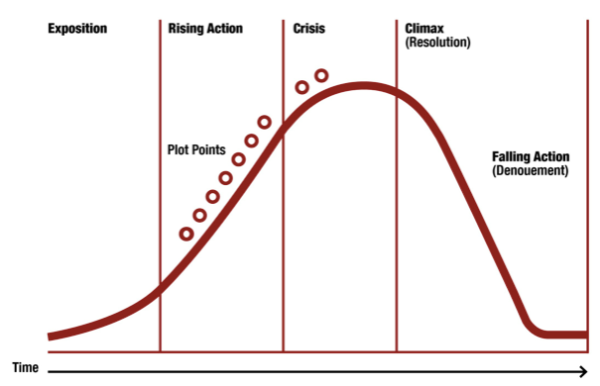 Exposition
Rising Action
Crisis
Climax
(Resolution)
Plot Points
Falling Action
(Denouement)
Time